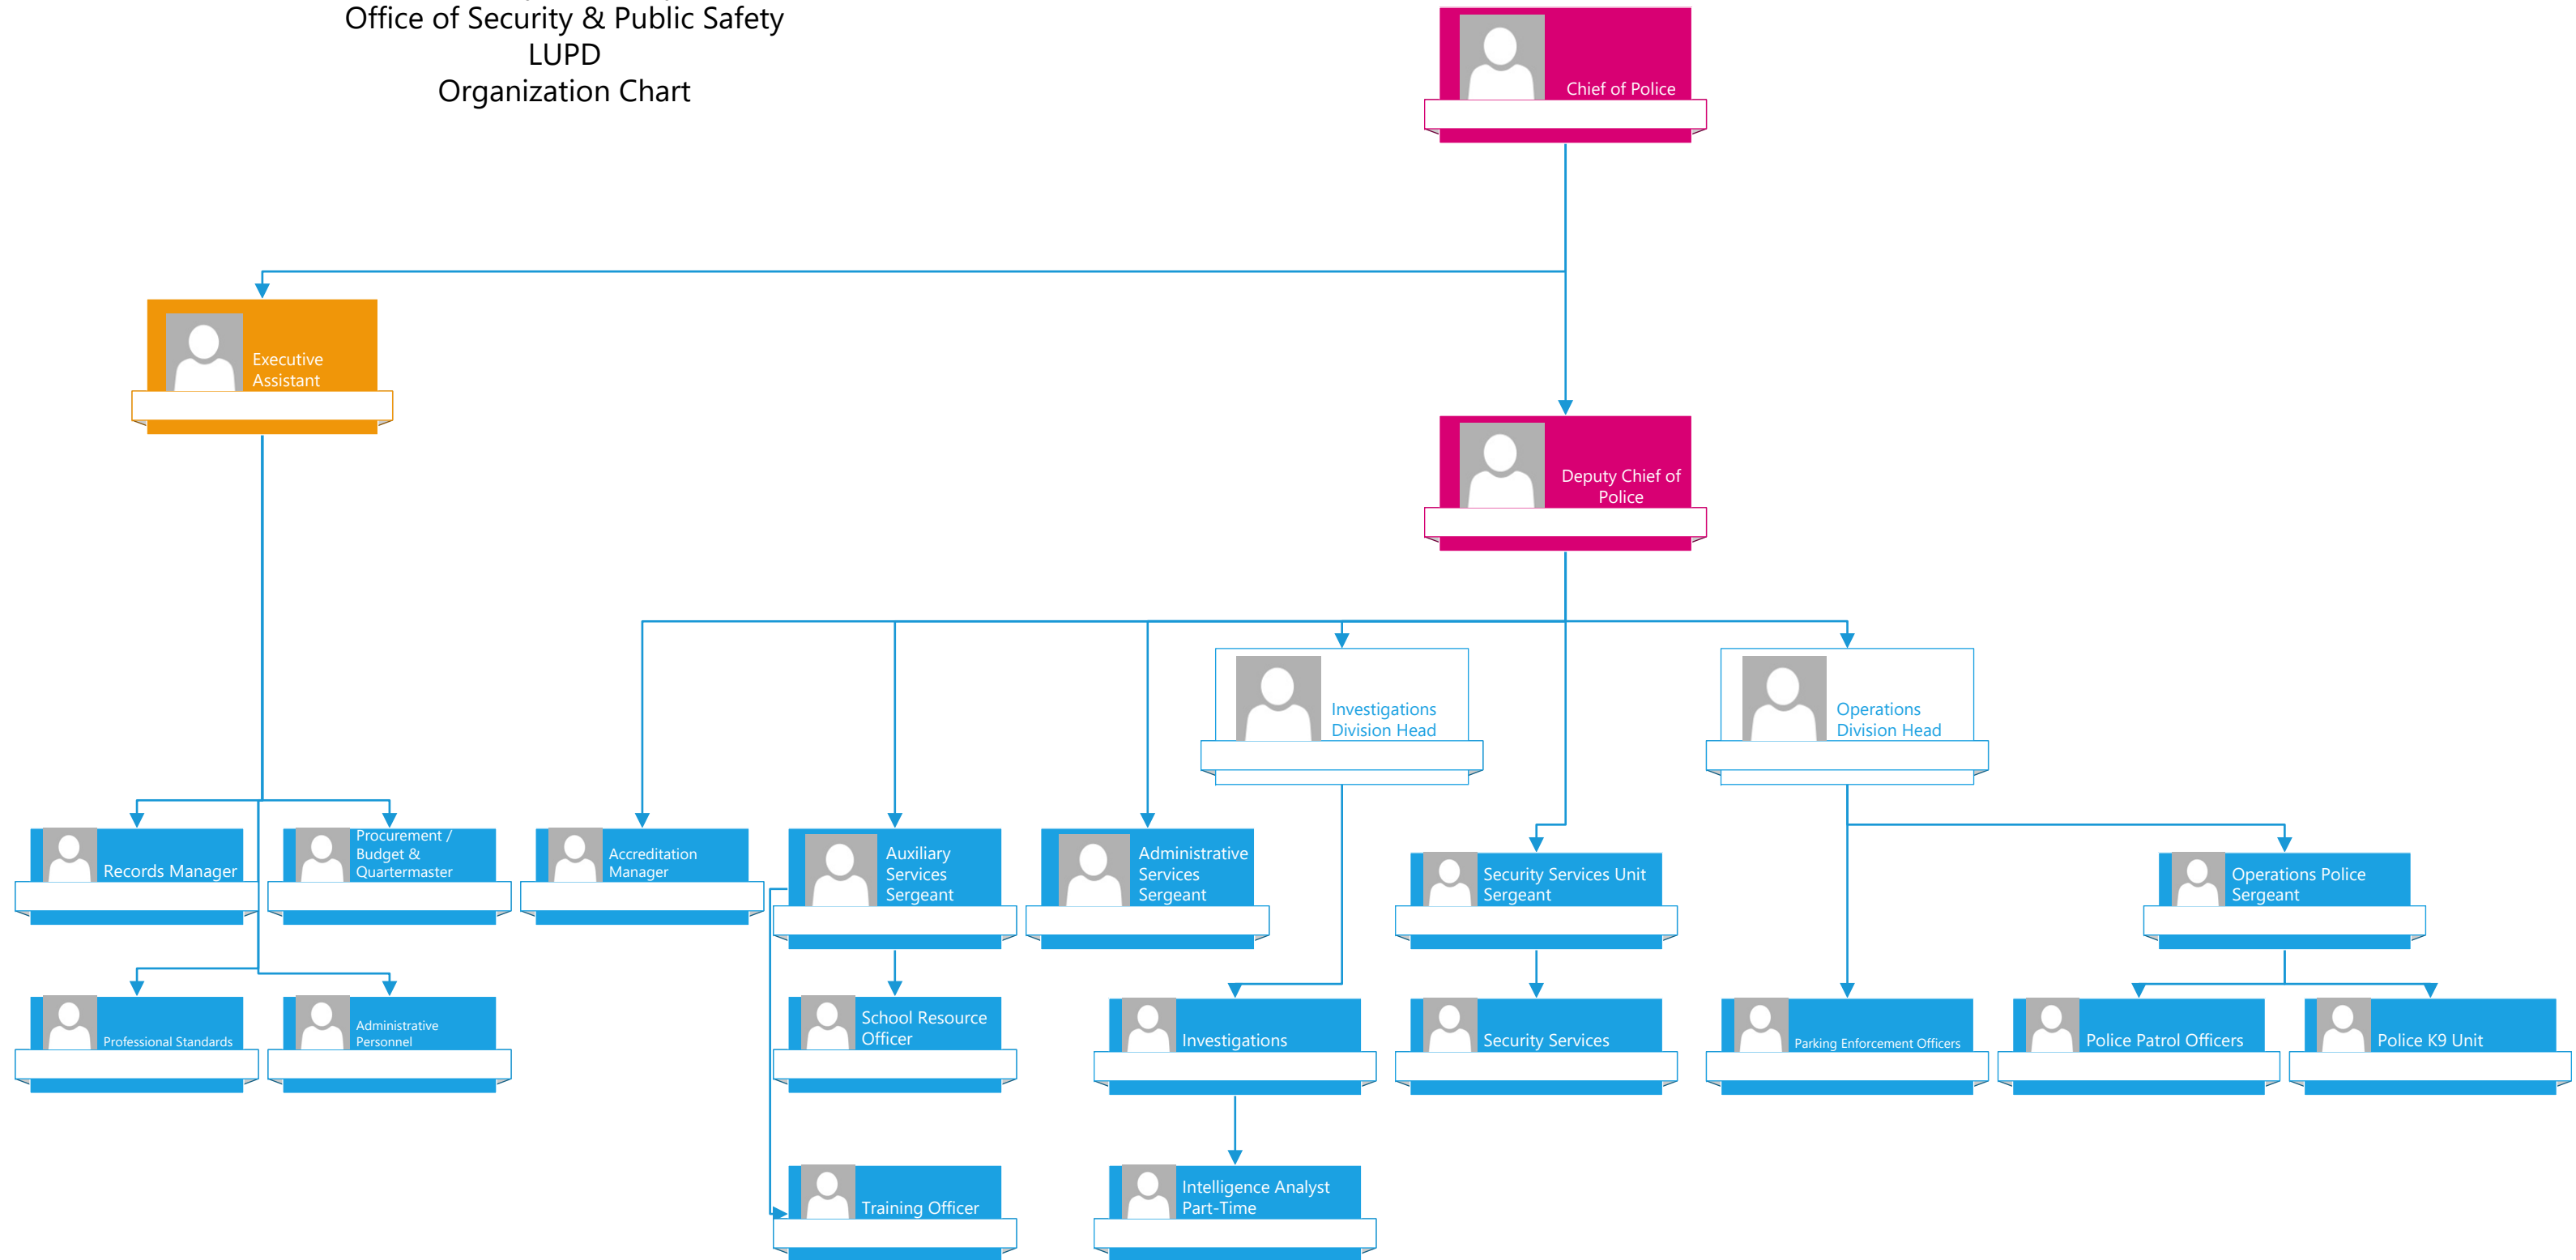 Office of Security & Public Safety
LUPD
Organization Chart
Chief of Police
Executive
Assistant
Deputy Chief of
Police
Investigations
Division Head
Operations
Division Head
Records Manager
Procurement /
Budget &
Quartermaster
Accreditation
Manager
Auxiliary
Services
Sergeant
Administrative
Services
Sergeant
Security Services Unit
Sergeant
Operations Police
Sergeant
Professional Standards
Administrative
Personnel
School Resource
Officer
Investigations
Security Services
Parking Enforcement Officers
Police Patrol Officers
Police K9 Unit
Training Officer
Intelligence Analyst
Part-Time